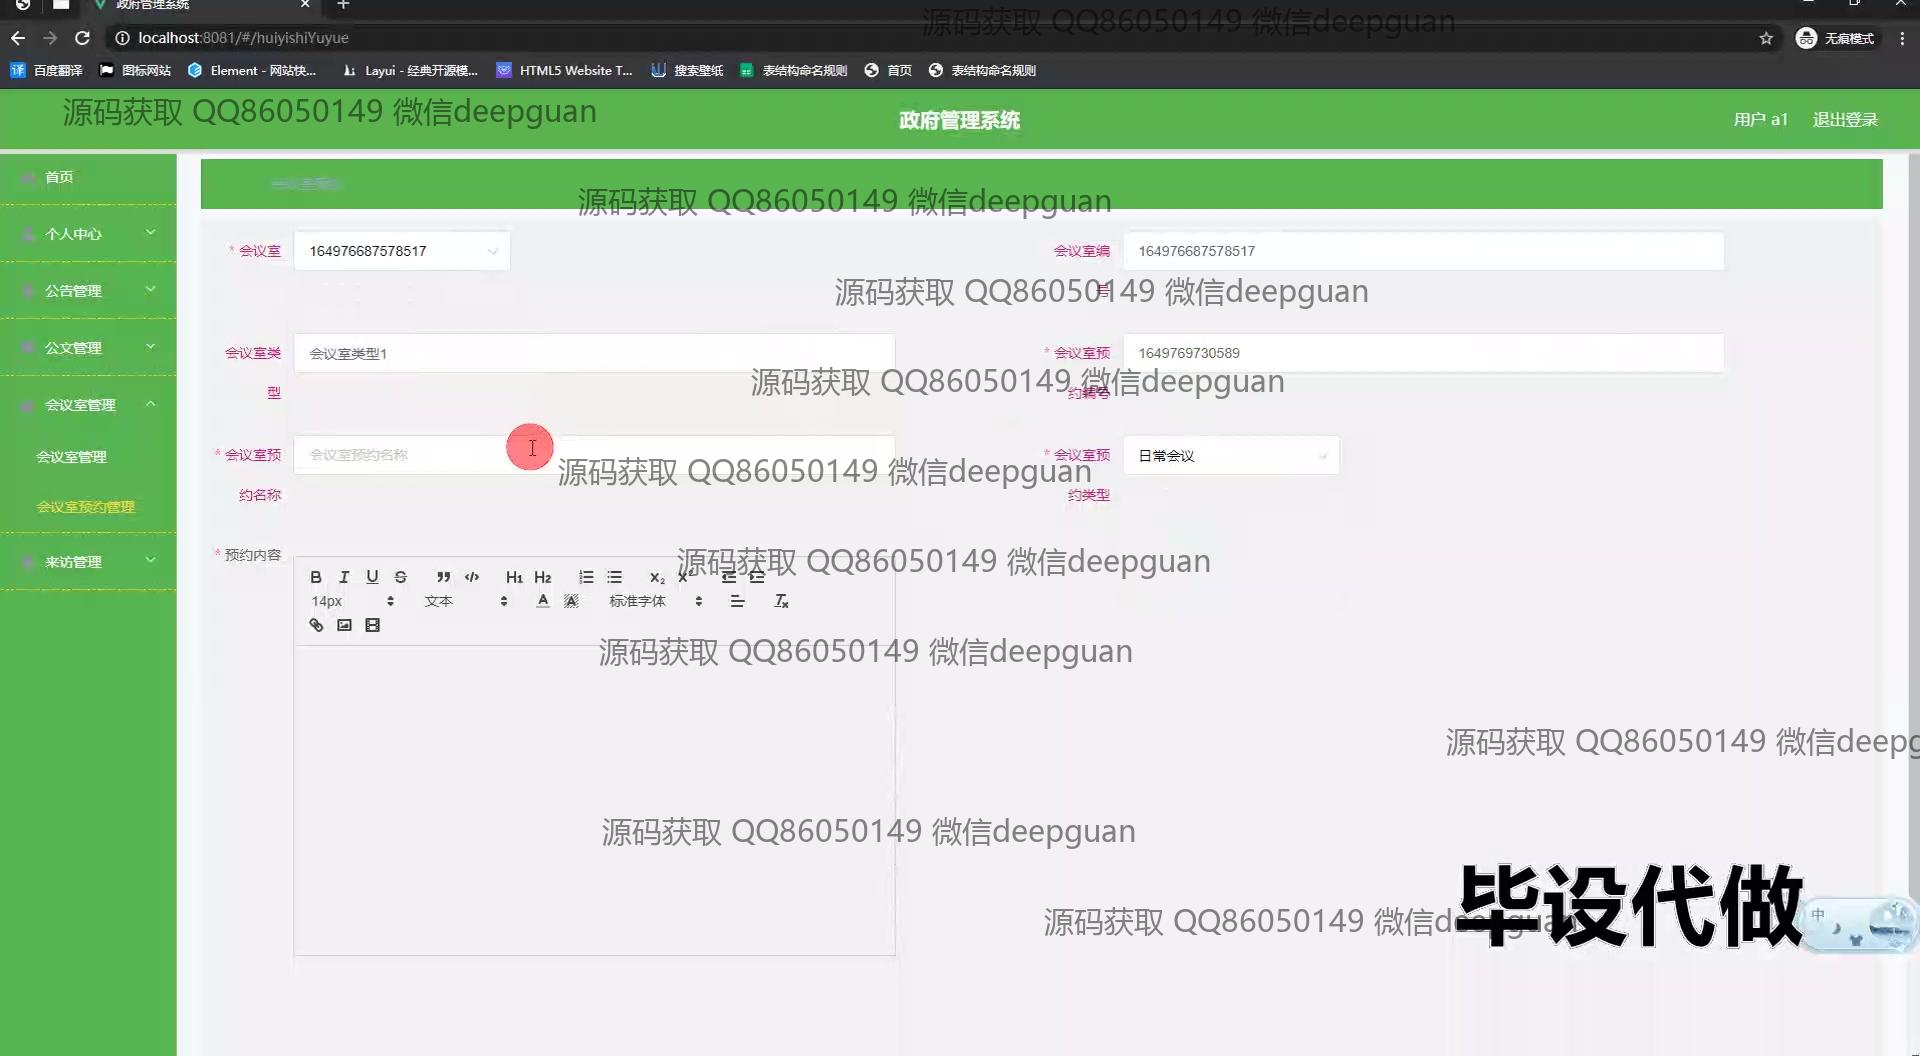 政府管理系统
localhost:8081/#/huiyishiYuyue
无痕模式
百度翻译
图标网站
Element - 网站快...
Layui - 经典开源模...
HTML5 Website T...
搜索壁纸
表结构命名规则
首页
表结构命名规则
源码获取 QQ86050149 微信deepguan
源码获取 QQ86050149 微信deepguan
政府管理系统
用户 a1
退出登录
首页
个人中心
公告管理
公文管理
会议室管理
会议室管理
会议室预约管理
来访管理
源码获取 QQ86050149 微信deepguan
* 会议室
164976687578517
会议室编
号
164976687578517
源码获取 QQ86050149 微信deepguan
会议室类
型
会议室类型1
* 会议室预
约编号
1649769730589
源码获取 QQ86050149 微信deepguan
* 会议室预
约名称
会议室预约名称
* 会议室预
约类型
日常会议
源码获取 QQ86050149 微信deepguan
* 预约内容
源码获取 QQ86050149 微信deepguan
B I U S H1 H2 x₂ x²
14px
文本
A
A
标准字体
源码获取 QQ86050149 微信deepguan
源码获取 QQ86050149 微信deepg
源码获取 QQ86050149 微信deepguan
毕设代做
中
源码获取 QQ86050149 微信deepguan